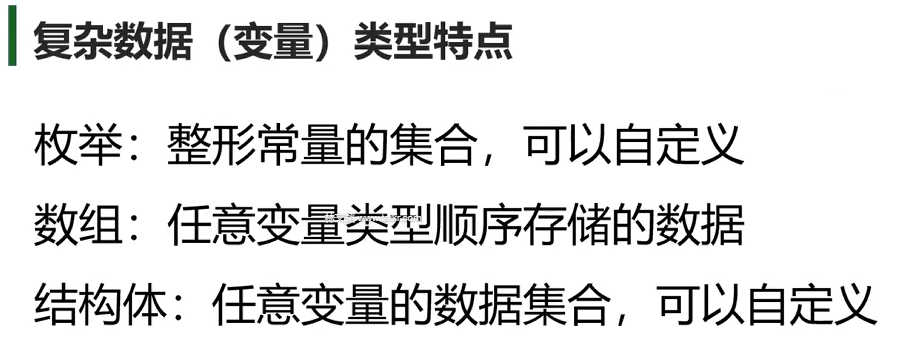 复杂数据（变量）类型特点
枚举：整形常量的集合，可以自定义
数组：任意变量类型顺序存储的数据
结构体：任意变量的数据集合，可以自定义